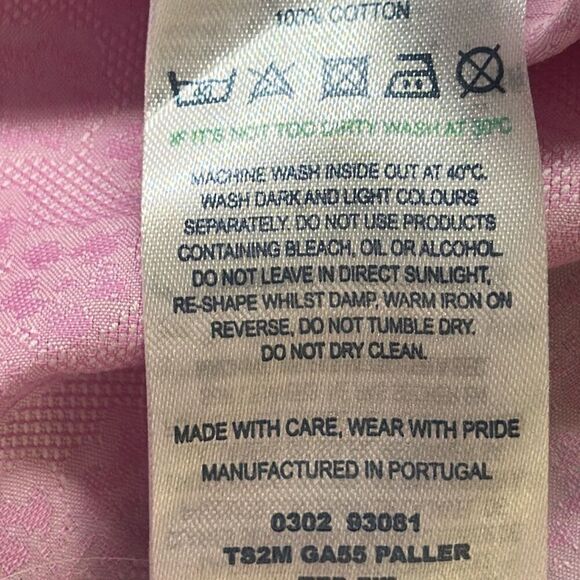 100% COTTON
IF IT'S NOT TOO DIRTY WASH AT 30°C
MACHINE WASH INSIDE OUT AT 40°C.
WASH DARK AND LIGHT COLOURS
SEPARATELY. DO NOT USE PRODUCTS
CONTAINING BLEACH, OIL OR ALCOHOL
DO NOT LEAVE IN DIRECT SUNLIGHT,
RE-SHAPE WHILST DAMP, WARM IRON ON
REVERSE, DO NOT TUMBLE DRY.
DO NOT DRY CLEAN.
MADE WITH CARE, WEAR WITH PRIDE
MANUFACTURED IN PORTUGAL
0302 93081
TS2M GA55 PALLER